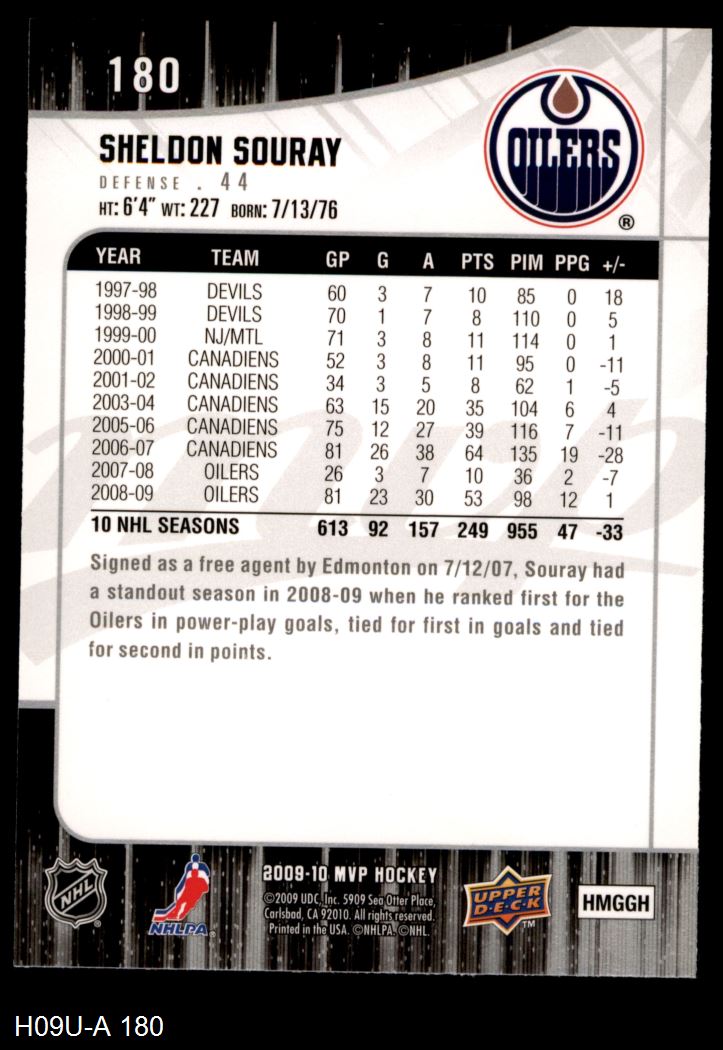 180
SHELDON SOURAY
DEFENSE . 44
HT: 6'4" WT: 227 BORN: 7/13/76
OILERS
®
YEAR TEAM GP G A PTS PIM PPG +/-
1997-98 DEVILS 60 3 7 10 85 0 18
1998-99 DEVILS 70 1 7 8 110 0 5
1999-00 NJ/MTL 71 3 8 11 114 0 1
2000-01 CANADIENS 52 3 8 11 95 0 -11
2001-02 CANADIENS 34 3 5 8 62 1 -5
2003-04 CANADIENS 63 15 20 35 104 6 4
2005-06 CANADIENS 75 12 27 39 116 7 -11
2006-07 CANADIENS 81 26 38 64 135 19 -28
2007-08 OILERS 26 3 7 10 36 2 -7
2008-09 OILERS 81 23 30 53 98 12 1
10 NHL SEASONS 613 92 157 249 955 47 -33
Signed as a free agent by Edmonton on 7/12/07, Souray had
a standout season in 2008-09 when he ranked first for the
Oilers in power-play goals, tied for first in goals and tied
for second in points.
mvp
NHL ®
NHLPA ®
2009-10 MVP HOCKEY
©2009 UDC, Inc. 5909 Sea Otter Place,
Carlsbad, CA 92010. All rights reserved.
Printed in the USA. ©NHLPA. ©NHL.
UPPER
D·E·C·K
TM
HMGGH
H09U-A 180